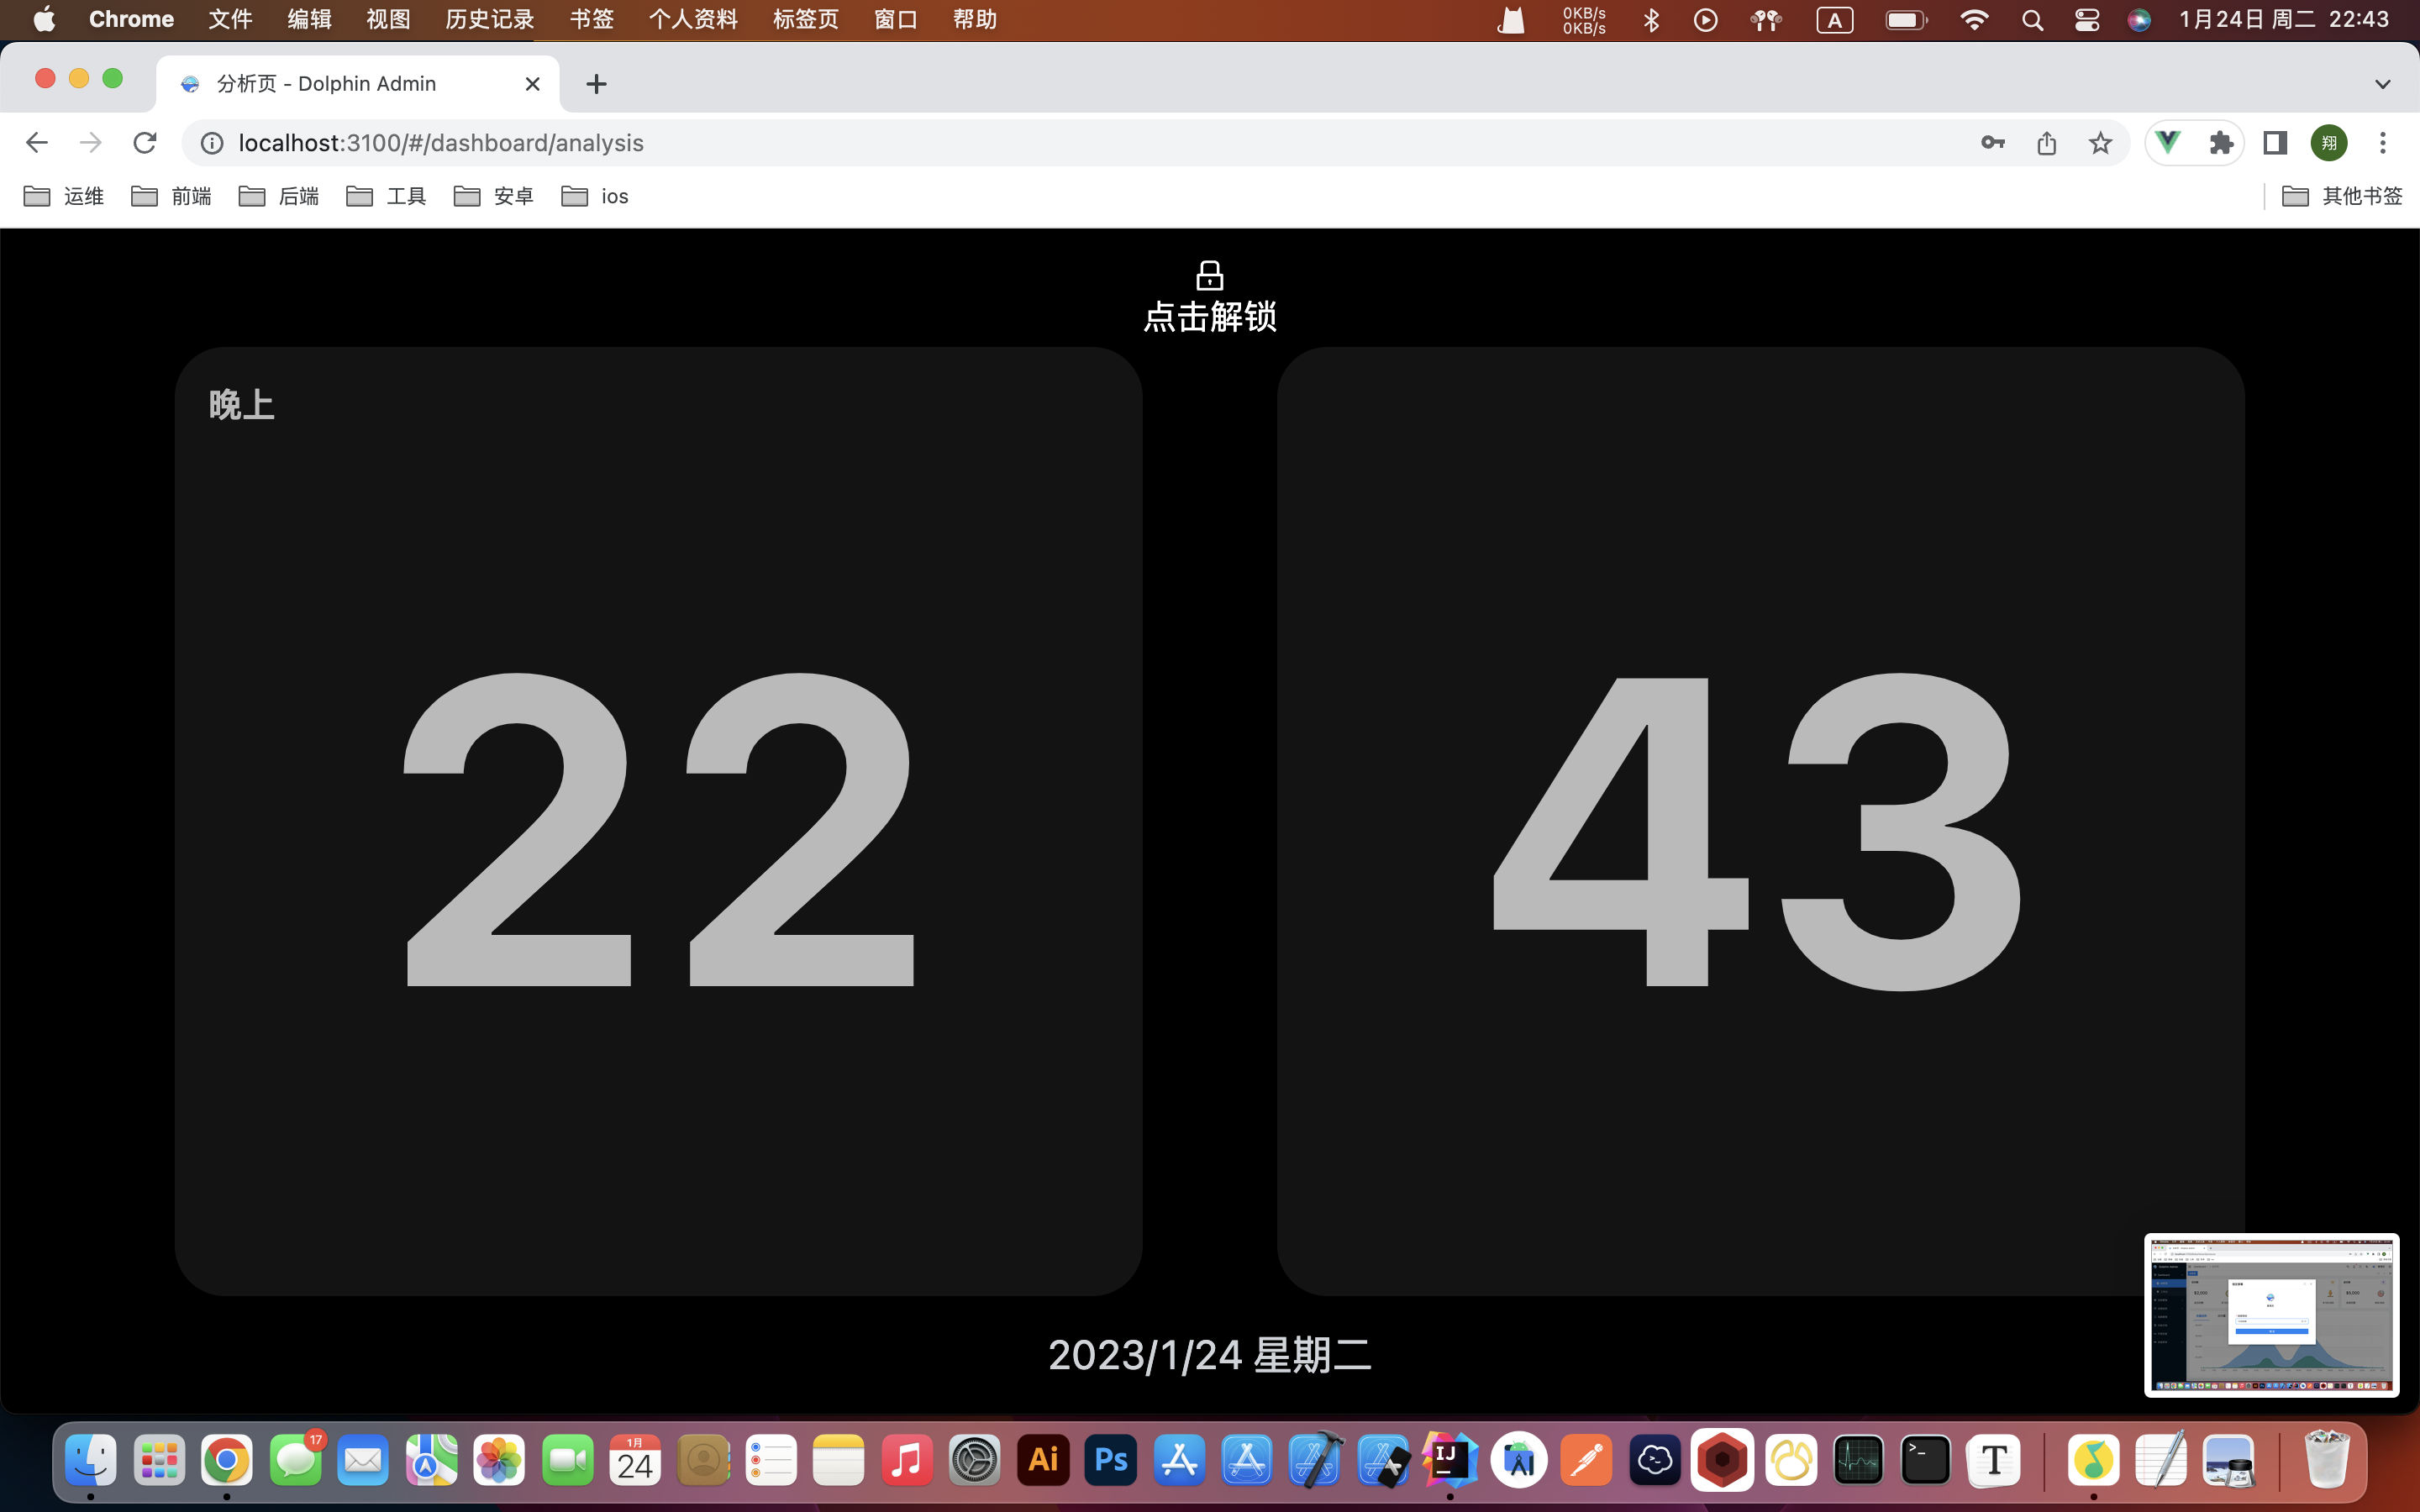 Chrome 文件 编辑 视图 历史记录 书签 个人资料 标签页 窗口 帮助 0KB/s 0KB/s A 1月24日 周二 22:43
分析页 - Dolphin Admin
localhost:3100/#/dashboard/analysis 翔
运维 前端 后端 工具 安卓 ios 其他书签
点击解锁
晚上
22
43
2023/1/24 星期二
17
1月
24
Ai
Ps
IJ
T